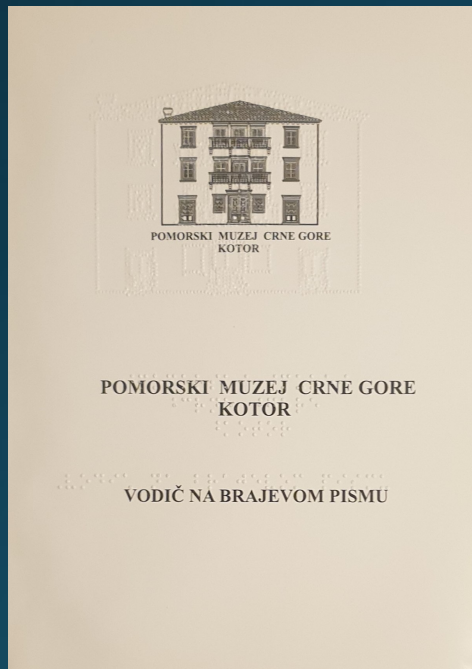 POMORSKI MUZEJ CRNE GORE
KOTOR
POMORSKI MUZEJ CRNE GORE
KOTOR
VODIČ NA BRAJEVOM PISMU